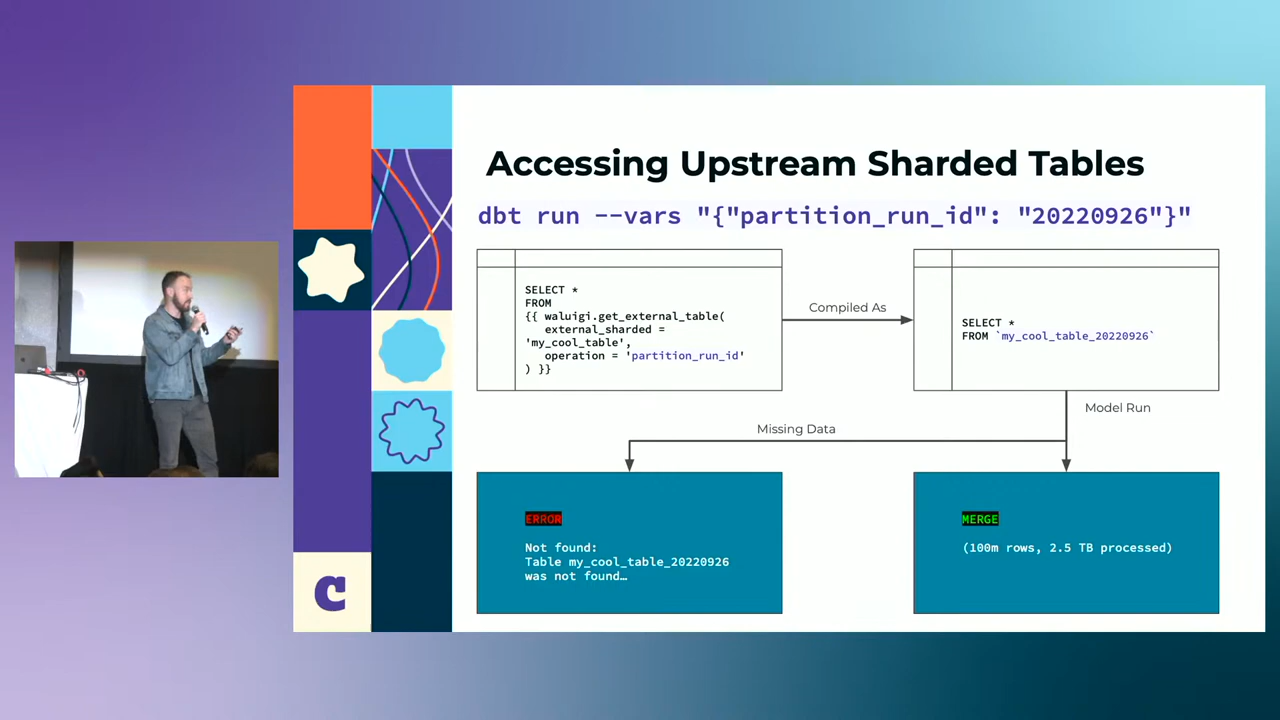 Accessing Upstream Sharded Tables
dbt run --vars "{"partition_run_id": "20220926"}"
SELECT *
FROM
{{ waluigi.get_external_table(
external_sharded =
'my_cool_table',
operation = 'partition_run_id'
) }}
Compiled As
SELECT *
FROM `my_cool_table_20220926`
Model Run
Missing Data
ERROR
Not found:
Table my_cool_table_20220926
was not found…
MERGE
(100m rows, 2.5 TB processed)
C